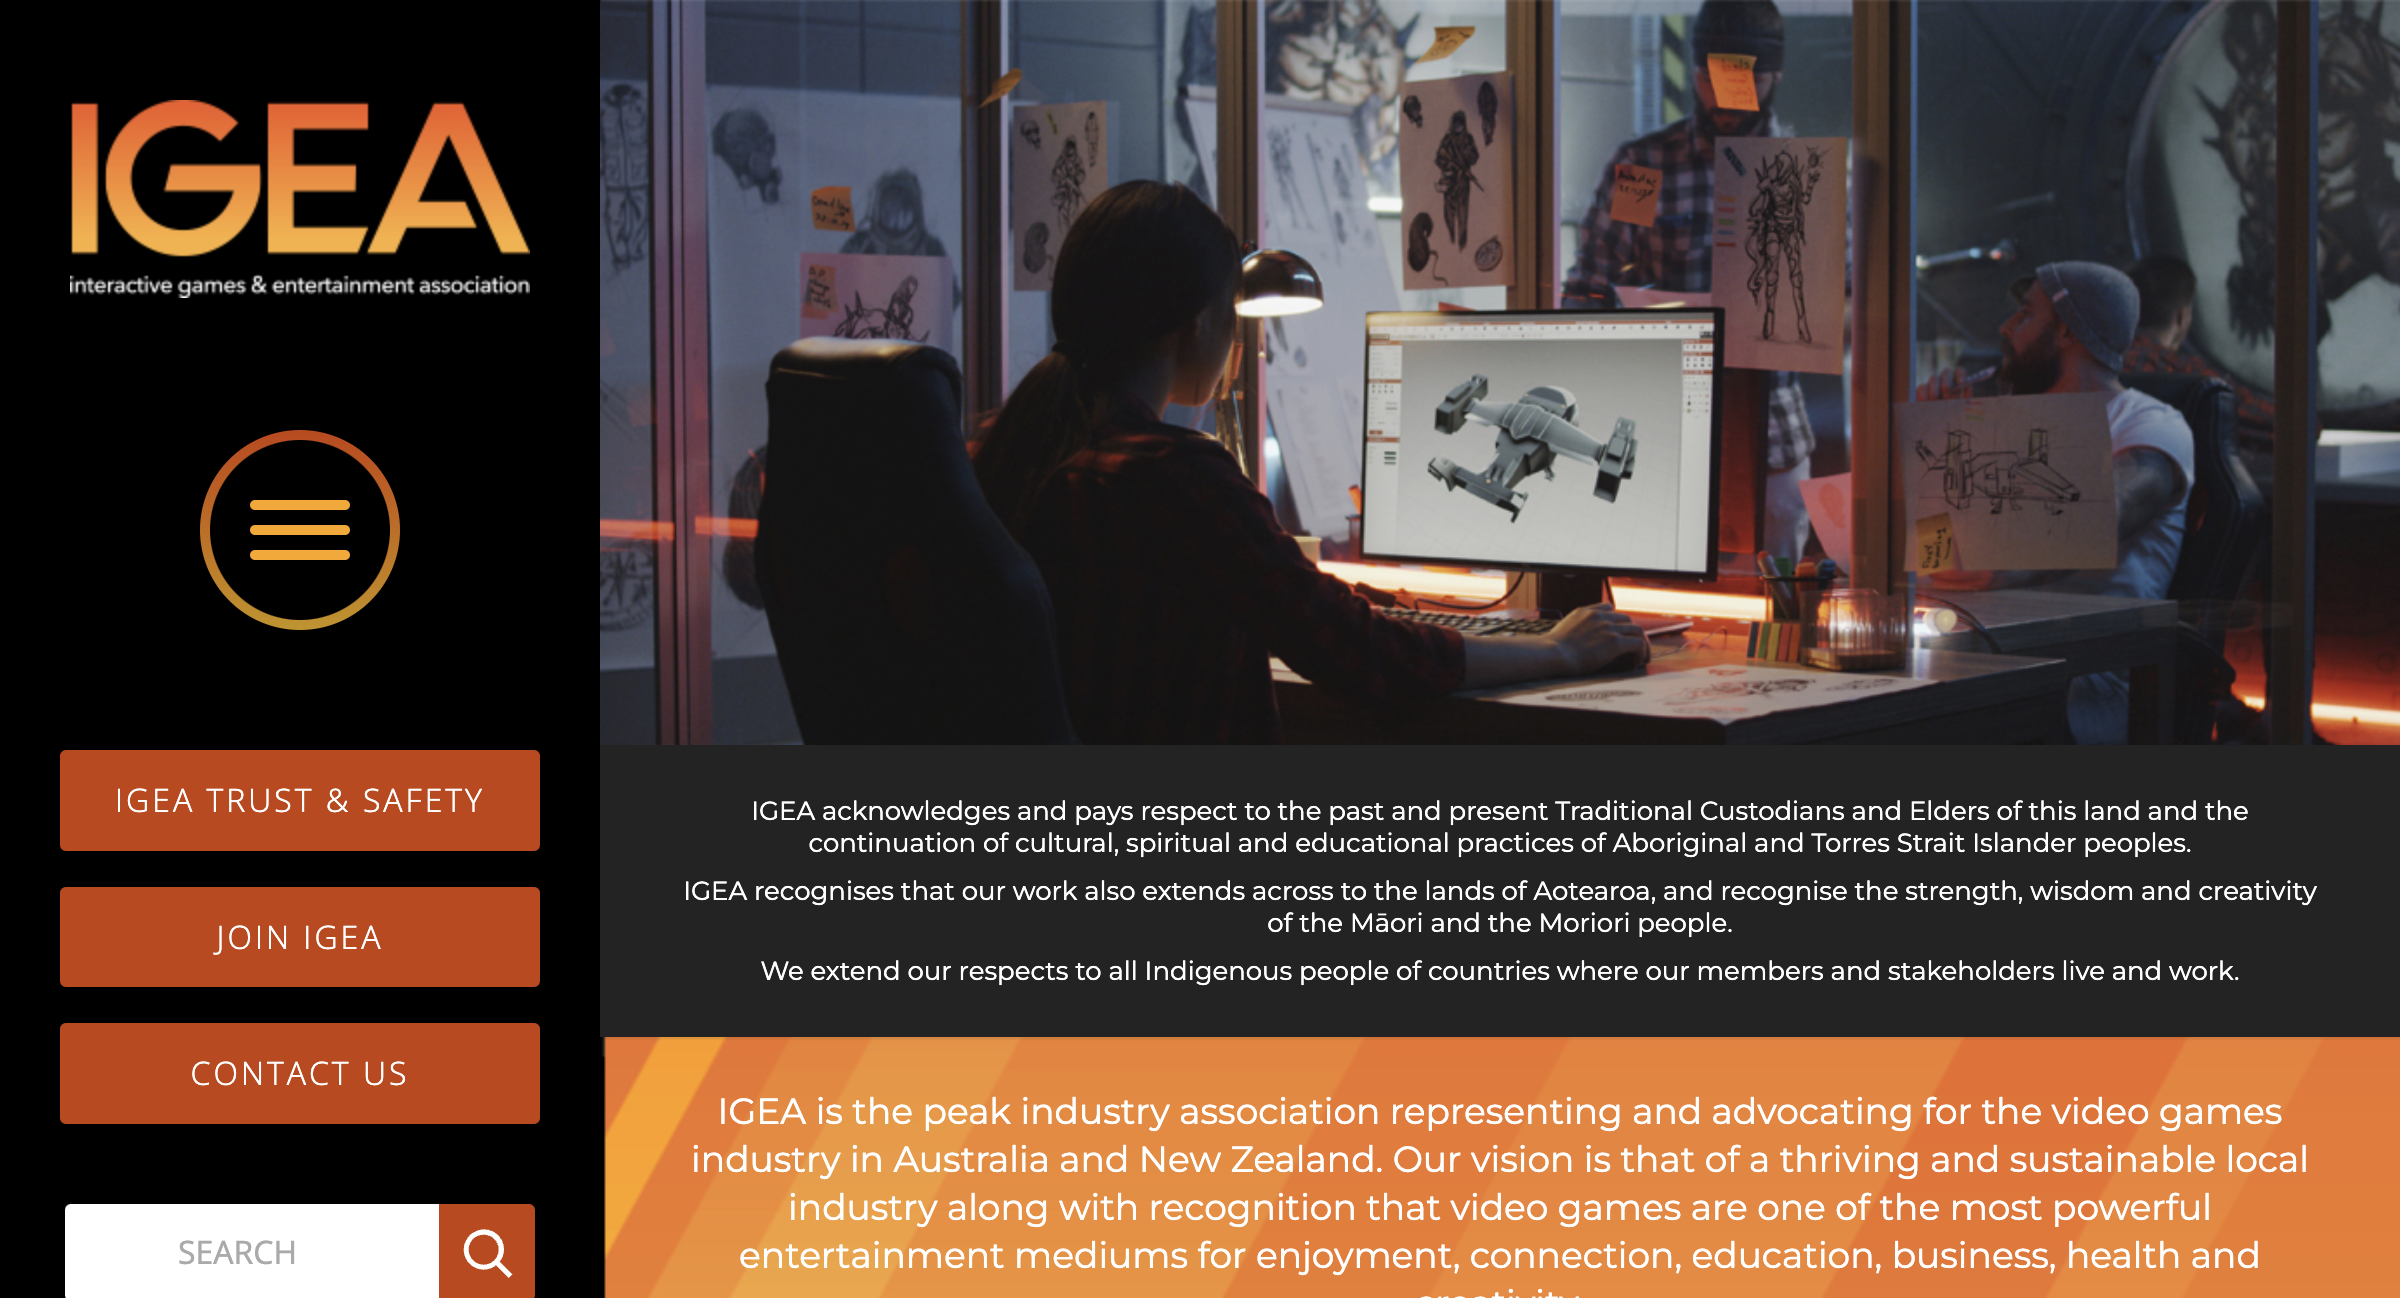 IGEA
interactive games & entertainment association
IGEA TRUST & SAFETY
JOIN IGEA
CONTACT US
SEARCH
IGEA acknowledges and pays respect to the past and present Traditional Custodians and Elders of this land and the
continuation of cultural, spiritual and educational practices of Aboriginal and Torres Strait Islander peoples.
IGEA recognises that our work also extends across to the lands of Aotearoa, and recognise the strength, wisdom and creativity
of the Māori and the Moriori people.
We extend our respects to all Indigenous people of countries where our members and stakeholders live and work.
IGEA is the peak industry association representing and advocating for the video games
industry in Australia and New Zealand. Our vision is that of a thriving and sustainable local
industry along with recognition that video games are one of the most powerful
entertainment mediums for enjoyment, connection, education, business, health and